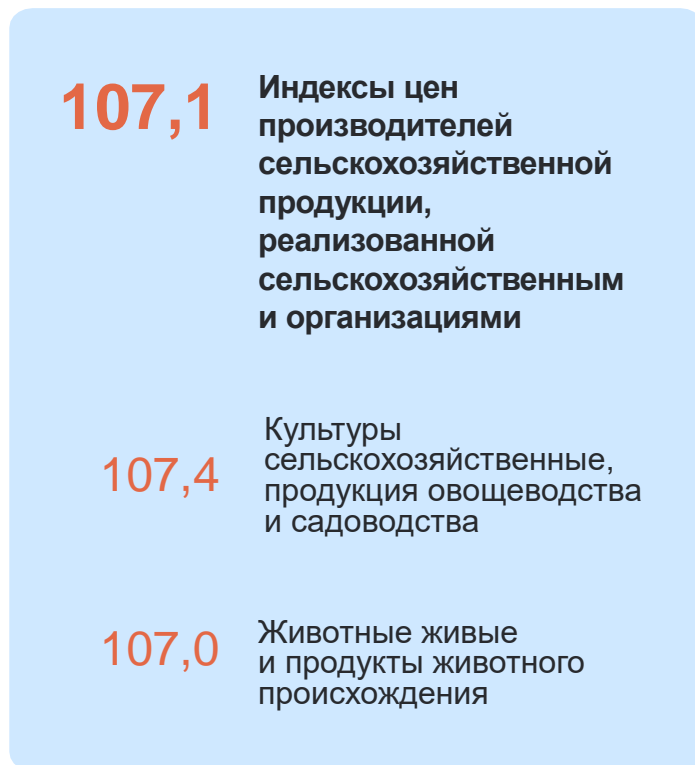 107,1
Индексы цен
производителей
сельскохозяйственной
продукции,
реализованной
сельскохозяйственным
и организациями
107,4
Культуры
сельскохозяйственные,
продукция овощеводства
и садоводства
107,0
Животные живые
и продукты животного
происхождения